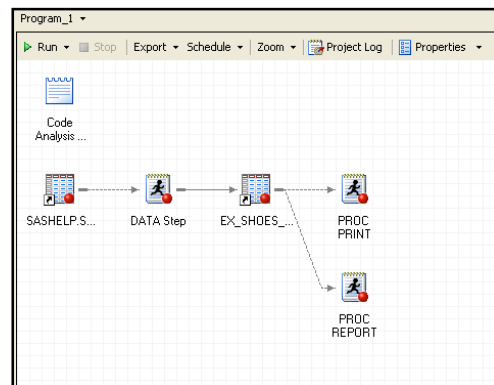 Program_1
Run Stop Export Schedule Zoom Project Log Properties
Code
Analysis ...
SASHELP.S... DATA Step EX_SHOES_... PROC
PRINT
PROC
REPORT